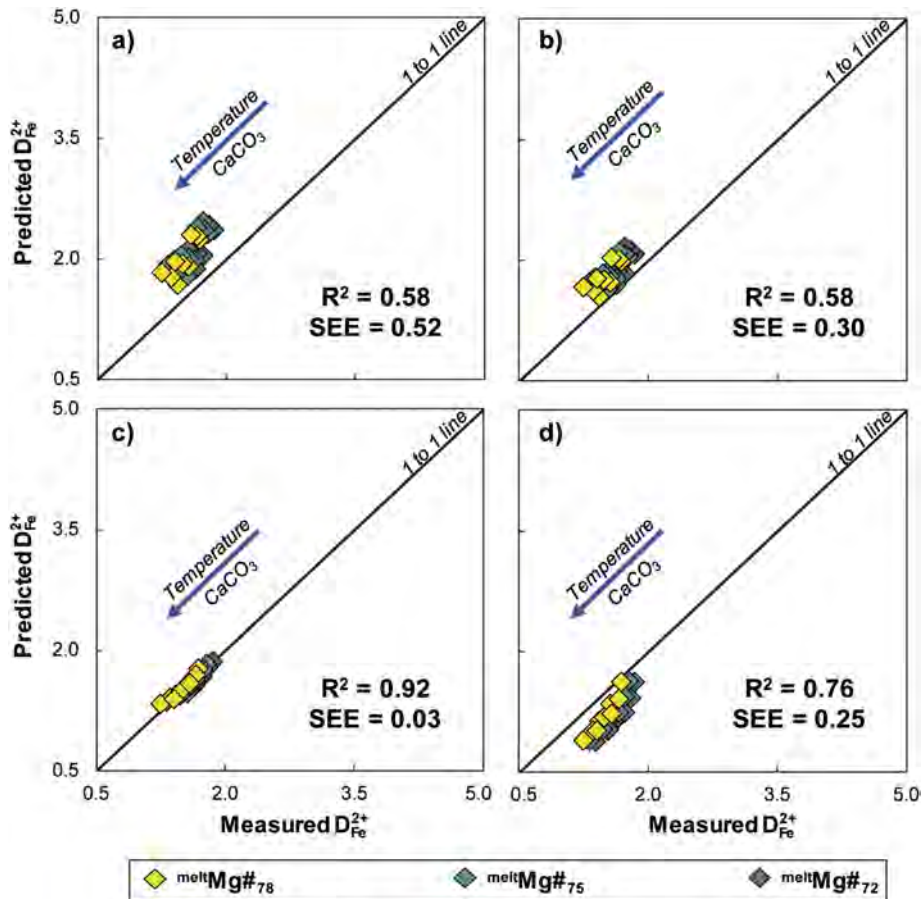 a)
1 to 1 line
Temperature
CaCO₃
R² = 0.58
SEE = 0.52
5.0
3.5
2.0
0.5
Predicted D²⁺Fe
b)
1 to 1 line
Temperature
CaCO₃
R² = 0.58
SEE = 0.30
c)
1 to 1 line
Temperature
CaCO₃
R² = 0.92
SEE = 0.03
5.0
3.5
2.0
0.5
Predicted D²⁺Fe
0.5 2.0 3.5 5.0
Measured D²⁺Fe
d)
1 to 1 line
Temperature
CaCO₃
R² = 0.76
SEE = 0.25
0.5 2.0 3.5 5.0
Measured D²⁺Fe
meltMg#78 meltMg#75 meltMg#72